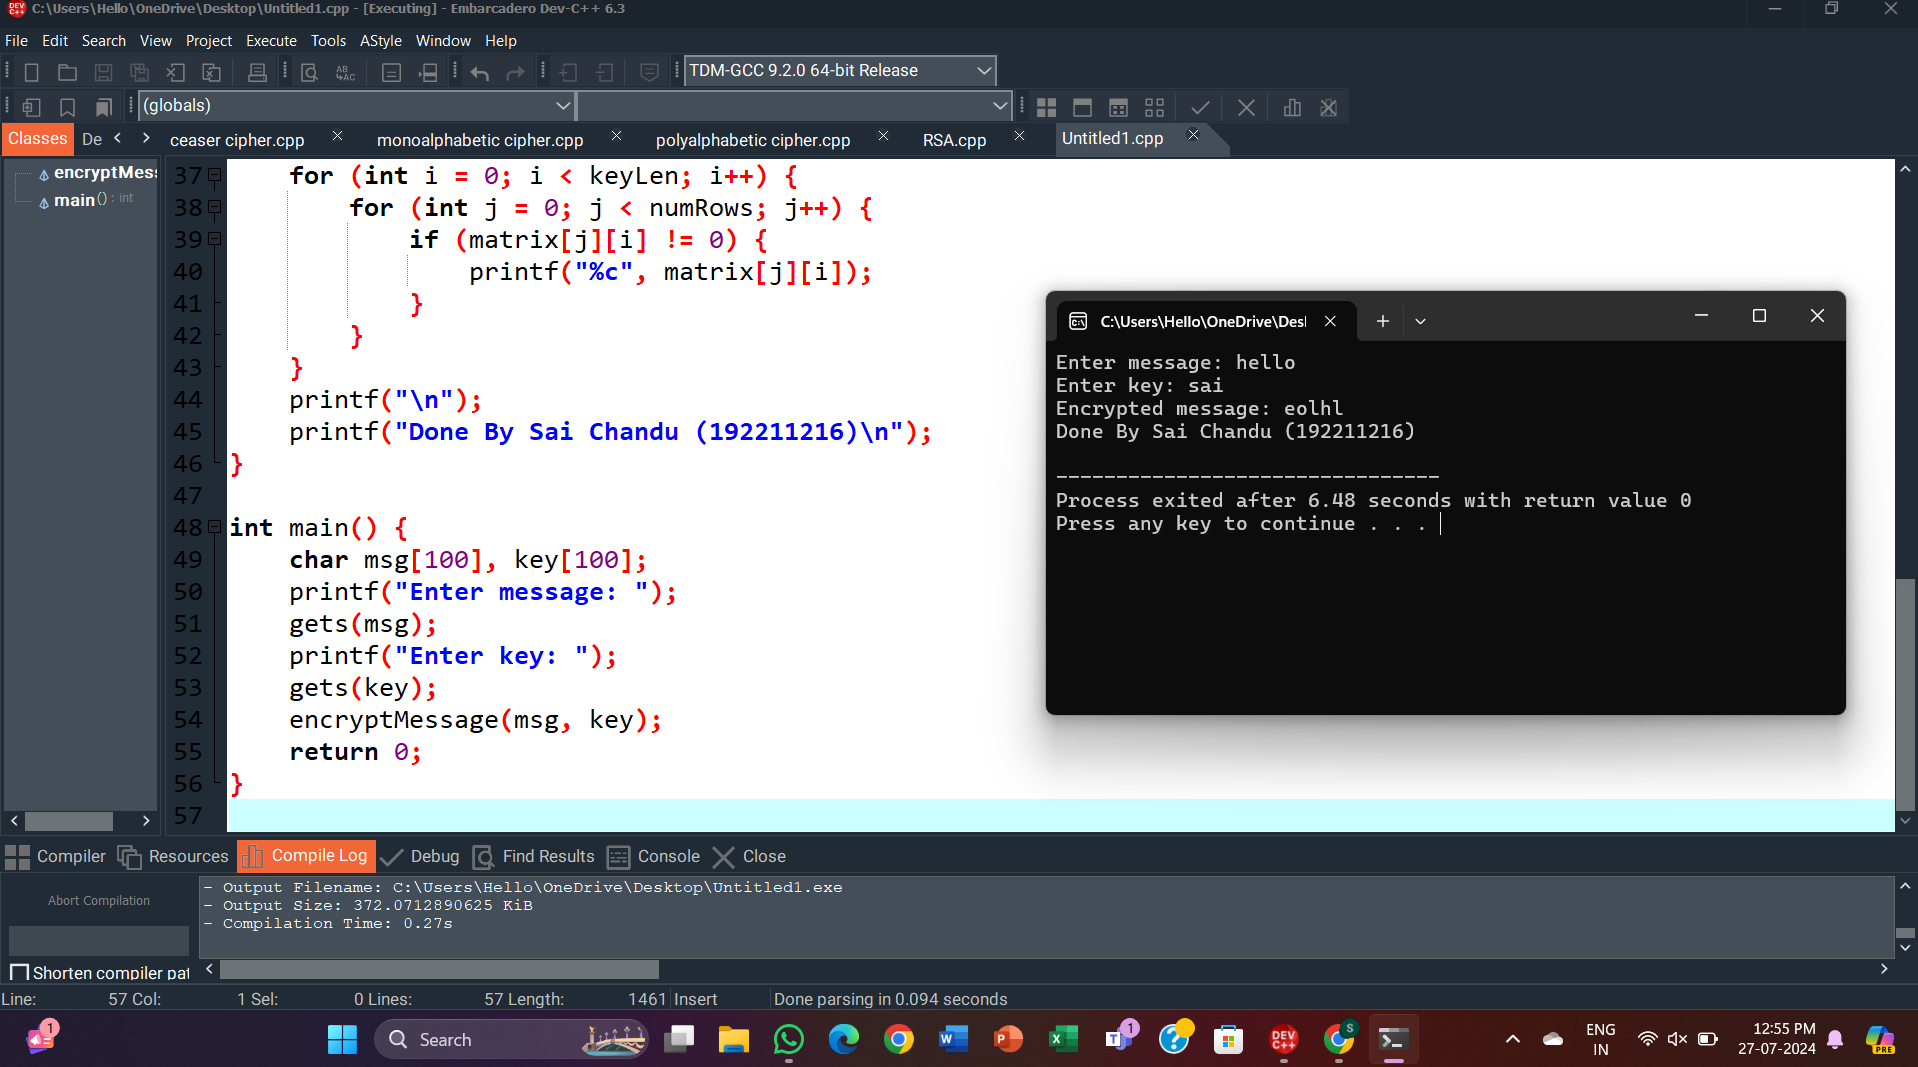 C:\Users\Hello\OneDrive\Desktop\Untitled1.cpp - [Executing] - Embarcadero Dev-C++ 6.3
File Edit Search View Project Execute Tools AStyle Window Help
TDM-GCC 9.2.0 64-bit Release
(globals)
Classes De ceaser cipher.cpp monoalphabetic cipher.cpp polyalphabetic cipher.cpp RSA.cpp Untitled1.cpp
encryptMess
main() : int
37 for (int i = 0; i < keyLen; i++) {
38 for (int j = 0; j < numRows; j++) {
39 if (matrix[j][i] != 0) {
40 printf("%c", matrix[j][i]);
41 }
42 }
43 }
44 printf("\n");
45 printf("Done By Sai Chandu (192211216)\n");
46 }
47
48 int main() {
49 char msg[100], key[100];
50 printf("Enter message: ");
51 gets(msg);
52 printf("Enter key: ");
53 gets(key);
54 encryptMessage(msg, key);
55 return 0;
56 }
57
C:\Users\Hello\OneDrive\Des
Enter message: hello
Enter key: sai
Encrypted message: eolhl
Done By Sai Chandu (192211216)
--------------------------------
Process exited after 6.48 seconds with return value 0
Press any key to continue . . .
Compiler Resources Compile Log Debug Find Results Console Close
Abort Compilation
Shorten compiler pat
- Output Filename: C:\Users\Hello\OneDrive\Desktop\Untitled1.exe
- Output Size: 372.0712890625 KiB
- Compilation Time: 0.27s
Line: 57 Col: 1 Sel: 0 Lines: 57 Length: 1461 Insert Done parsing in 0.094 seconds
1
Search
1
DEV C++
S
ENG
IN
12:55 PM
27-07-2024
PRE